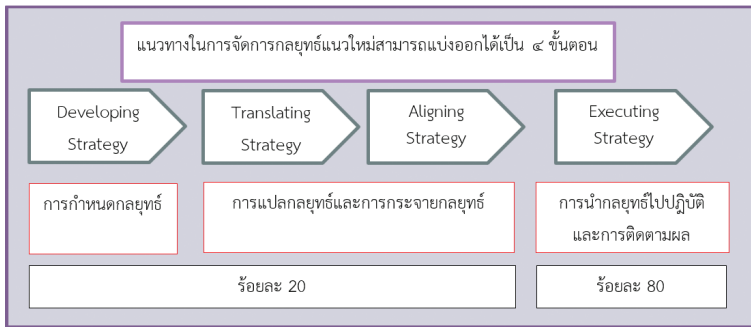 แนวทางในการจัดการกลยุทธ์แนวใหม่สามารถแบ่งออกได้เป็น ๔ ขั้นตอน
Developing
Strategy
Translating
Strategy
Aligning
Strategy
Executing
Strategy
การกำหนดกลยุทธ์
การแปลกลยุทธ์และการกระจายกลยุทธ์
การนำกลยุทธ์ไปปฏิบัติ
และการติดตามผล
ร้อยละ 20
ร้อยละ 80